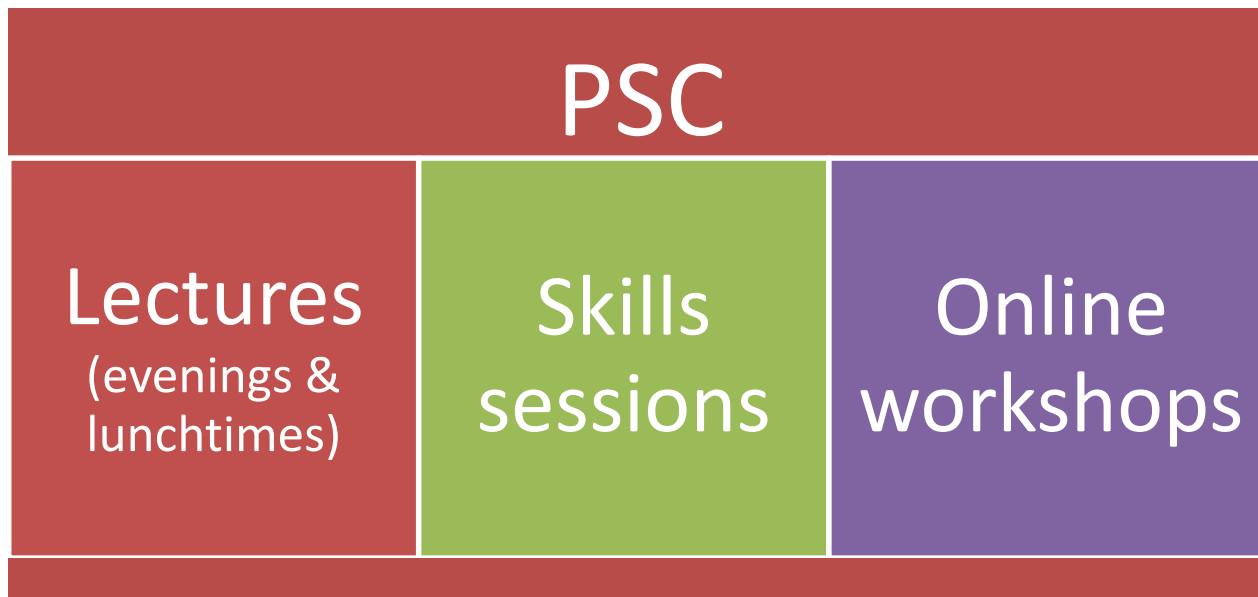 PSC
Lectures
(evenings &
lunchtimes)
Skills
sessions
Online
workshops